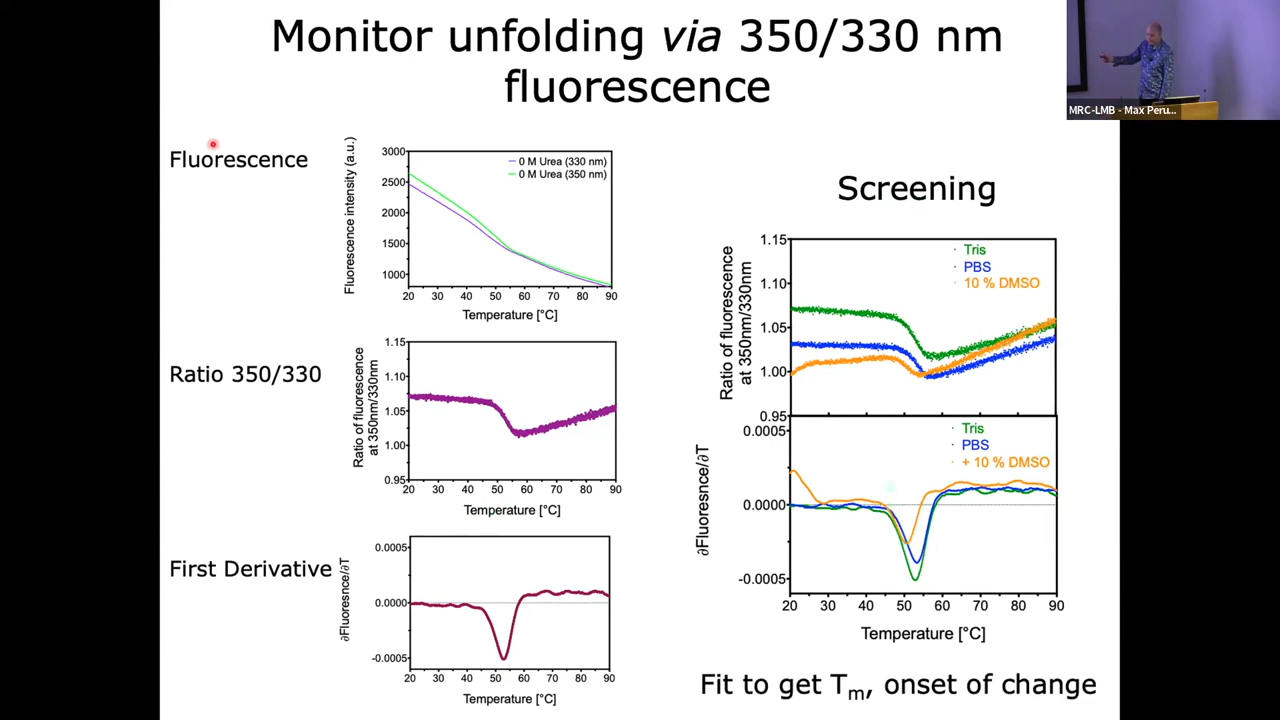 Monitor unfolding via 350/330 nm
fluorescence
MRC-LMB - Max Peru...
Fluorescence
Fluorescence intensity (a.u.)
3000
2500
2000
1500
1000
0 M Urea (330 nm)
0 M Urea (350 nm)
20 30 40 50 60 70 80 90
Temperature [°C]
Ratio 350/330
Ratio of fluorescence
at 350nm/330nm
1.15
1.10
1.05
1.00
0.95
20 30 40 50 60 70 80 90
Temperature [°C]
First Derivative
∂Fluoresnce/∂T
0.0005
0.0000
-0.0005
20 30 40 50 60 70 80 90
Temperature [°C]
Screening
Ratio of fluorescence
at 350nm/330nm
1.15
1.10
1.05
1.00
0.95
Tris
PBS
10 % DMSO
∂Fluoresnce/∂T
0.0005
0.0000
-0.0005
Tris
PBS
+ 10 % DMSO
20 30 40 50 60 70 80 90
Temperature [°C]
Fit to get Tm, onset of change